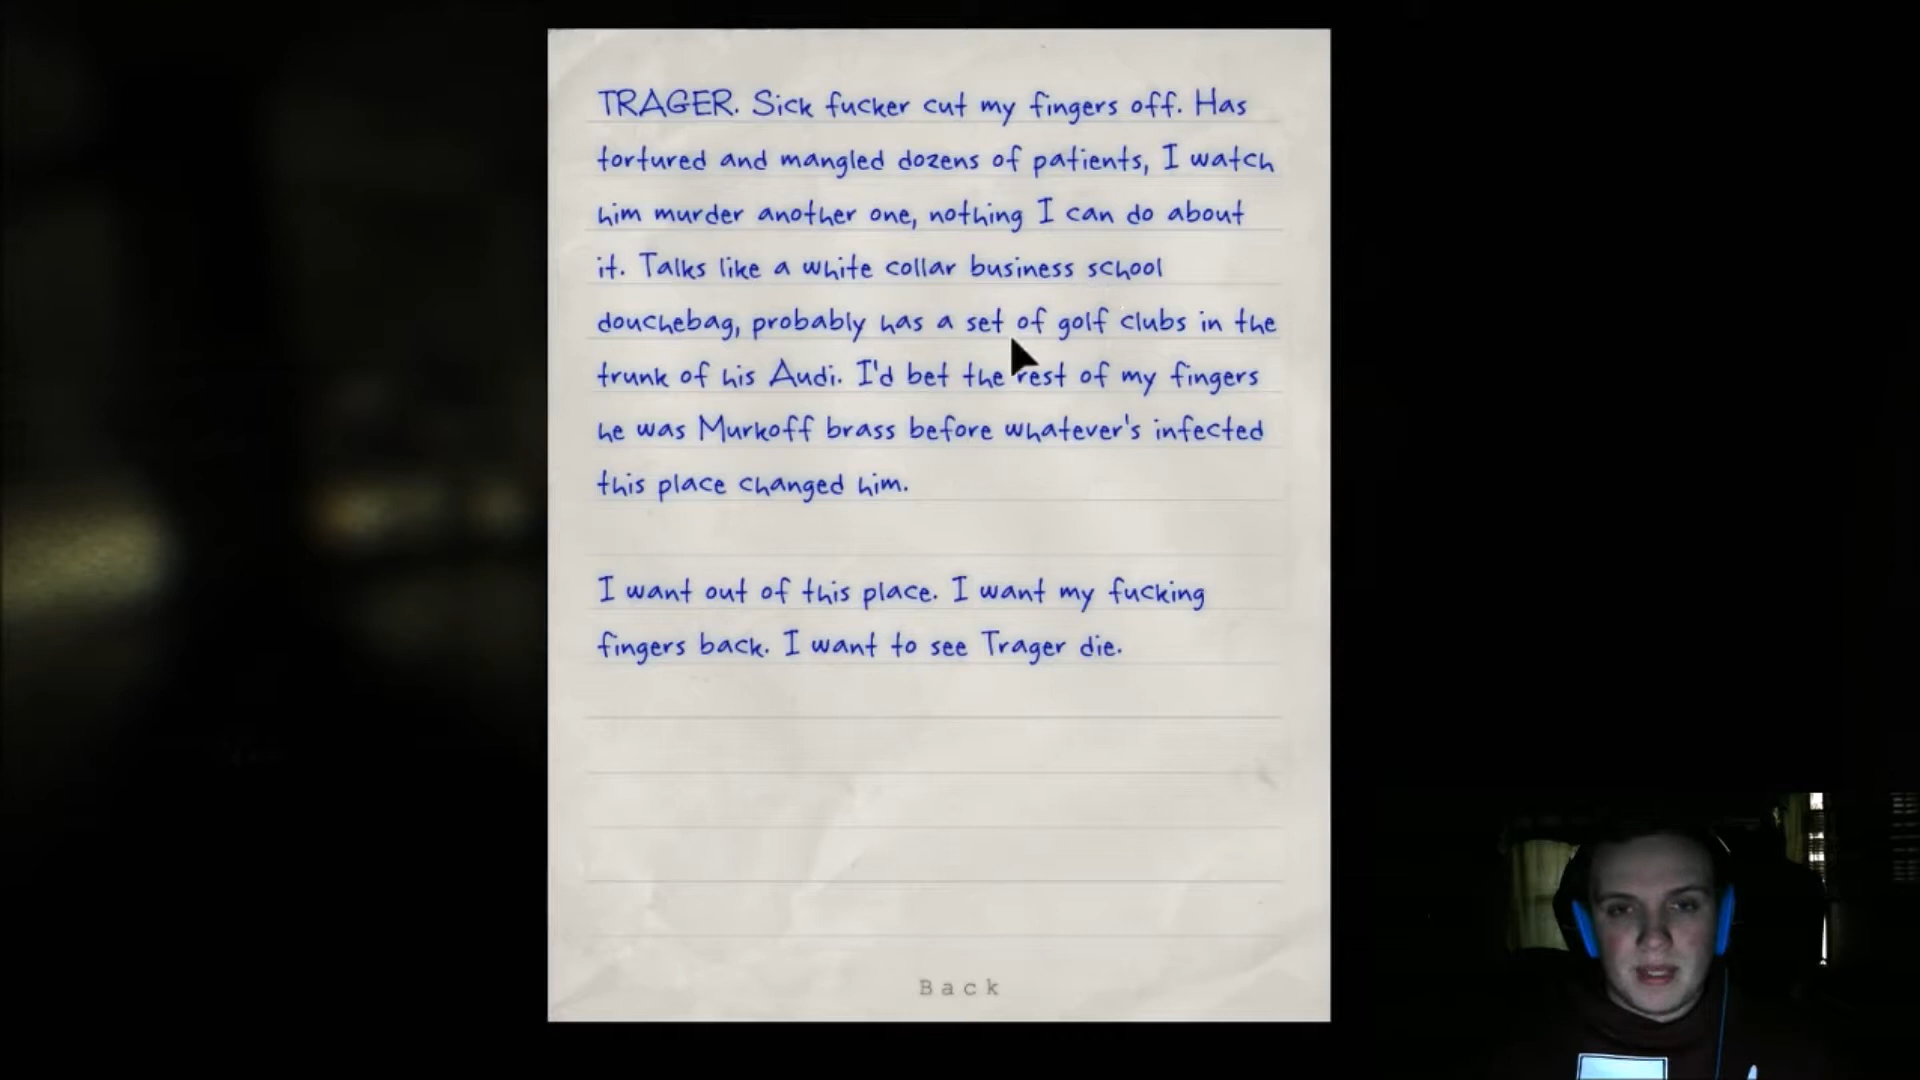 TRAGER. Sick fucker cut my fingers off. Has
tortured and mangled dozens of patients, I watch
him murder another one, nothing I can do about
it. Talks like a white collar business school
douchebag, probably has a set of golf clubs in the
trunk of his Audi. I'd bet the rest of my fingers
he was Murkoff brass before whatever's infected
this place changed him.
I want out of this place. I want my fucking
fingers back. I want to see Trager die.
Back